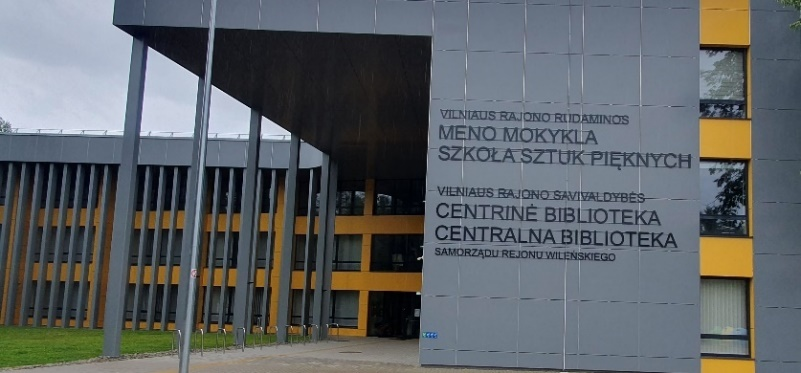 VILNIAUS RAJONO RUDAMINOS
MENO MOKYKLA
SZKOŁA SZTUK PIĘKNYCH
VILNIAUS RAJONO SAVIVALDYBĖS
CENTRINĖ BIBLIOTEKA
CENTRALNA BIBLIOTEKA
SAMORZĄDU REJONU WILEŃSKIEGO